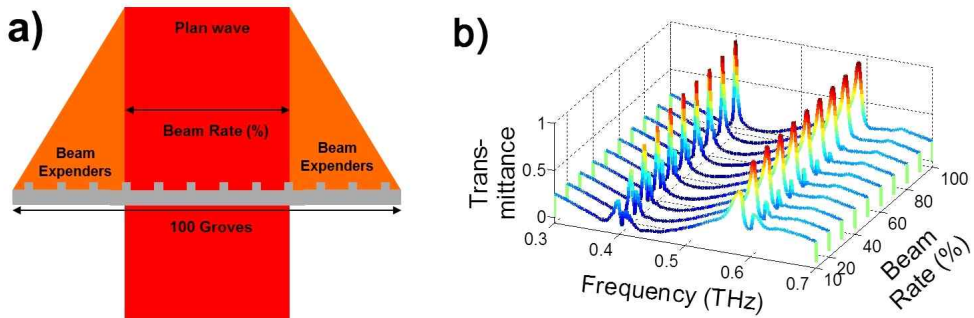 a)
Plan wave
Beam Rate (%)
Beam
Expenders
Beam
Expenders
100 Groves
b)
Trans-
mittance
1
0.5
0
0.3
0.4
0.5
0.6
0.7
Frequency (THz)
10
20
40
60
80
100
Beam
Rate (%)